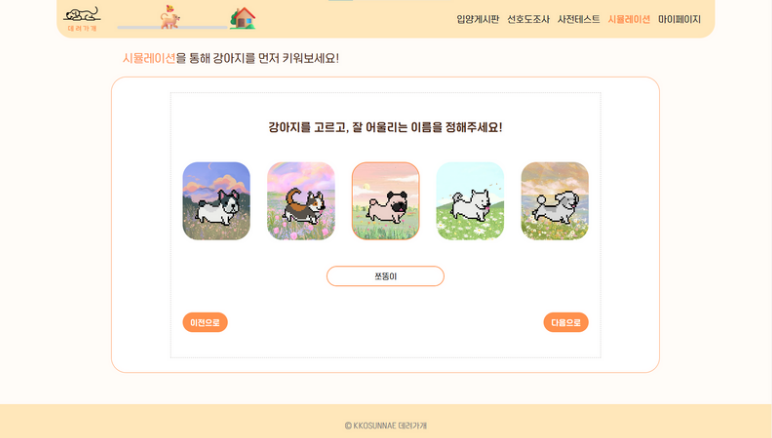 데려가개
입양게시판 선호도조사 사전테스트 시뮬레이션 마이페이지
시뮬레이션을 통해 강아지를 먼저 키워보세요!
강아지를 고르고, 잘 어울리는 이름을 정해주세요!
쪼똠이
이전으로
다음으로
© KKOSUNNAE 데려가개